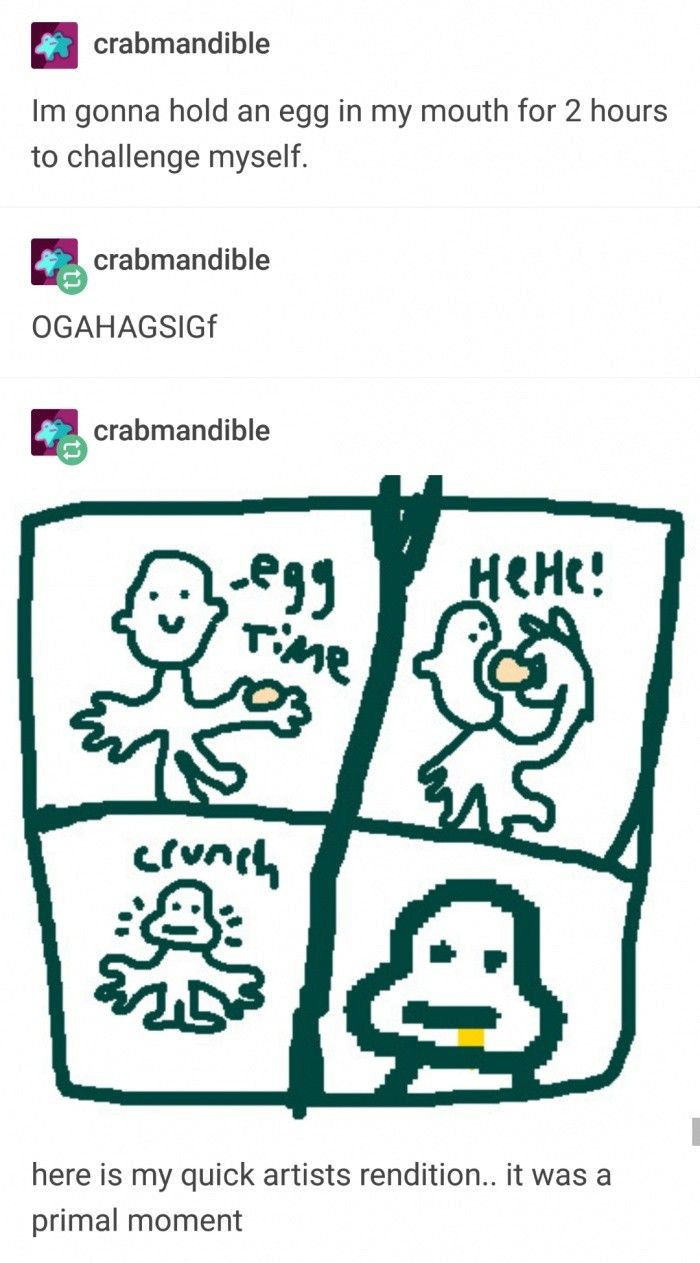 crabmandible
Im gonna hold an egg in my mouth for 2 hours
to challenge myself.
crabmandible
OGAHAGSIGf
crabmandible
-egg
Time
HeHe!
crunch
here is my quick artists rendition.. it was a
primal moment